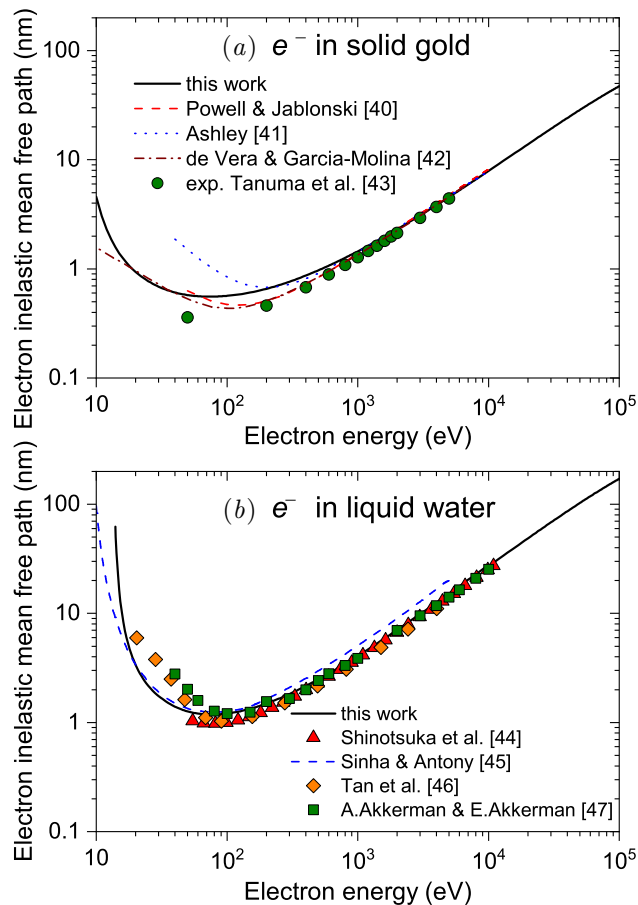 Electron inelastic mean free path (nm)
100
10
1
0.1
(a) e⁻ in solid gold
this work
Powell & Jablonski [40]
Ashley [41]
de Vera & Garcia-Molina [42]
exp. Tanuma et al. [43]
10 10² 10³ 10⁴ 10⁵
Electron energy (eV)
Electron inelastic mean free path (nm)
100
10
1
0.1
(b) e⁻ in liquid water
this work
Shinotsuka et al. [44]
Sinha & Antony [45]
Tan et al. [46]
A.Akkerman & E.Akkerman [47]
10 10² 10³ 10⁴ 10⁵
Electron energy (eV)